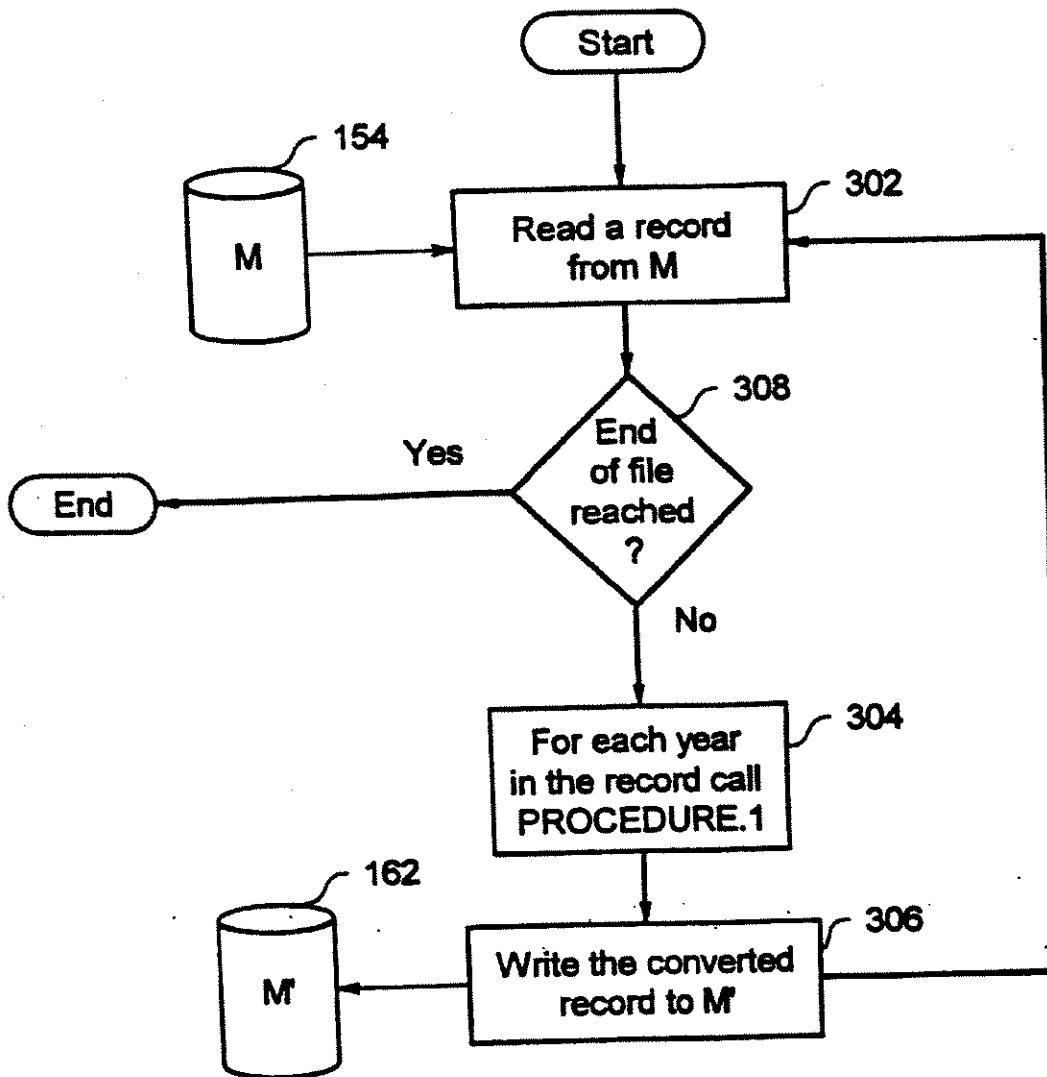 Start
154
302
M
Read a record
from M
308
End
of file
reached
?
Yes
End
No
304
For each year
in the record call
PROCEDURE.1
162
306
M'
Write the converted
record to M'